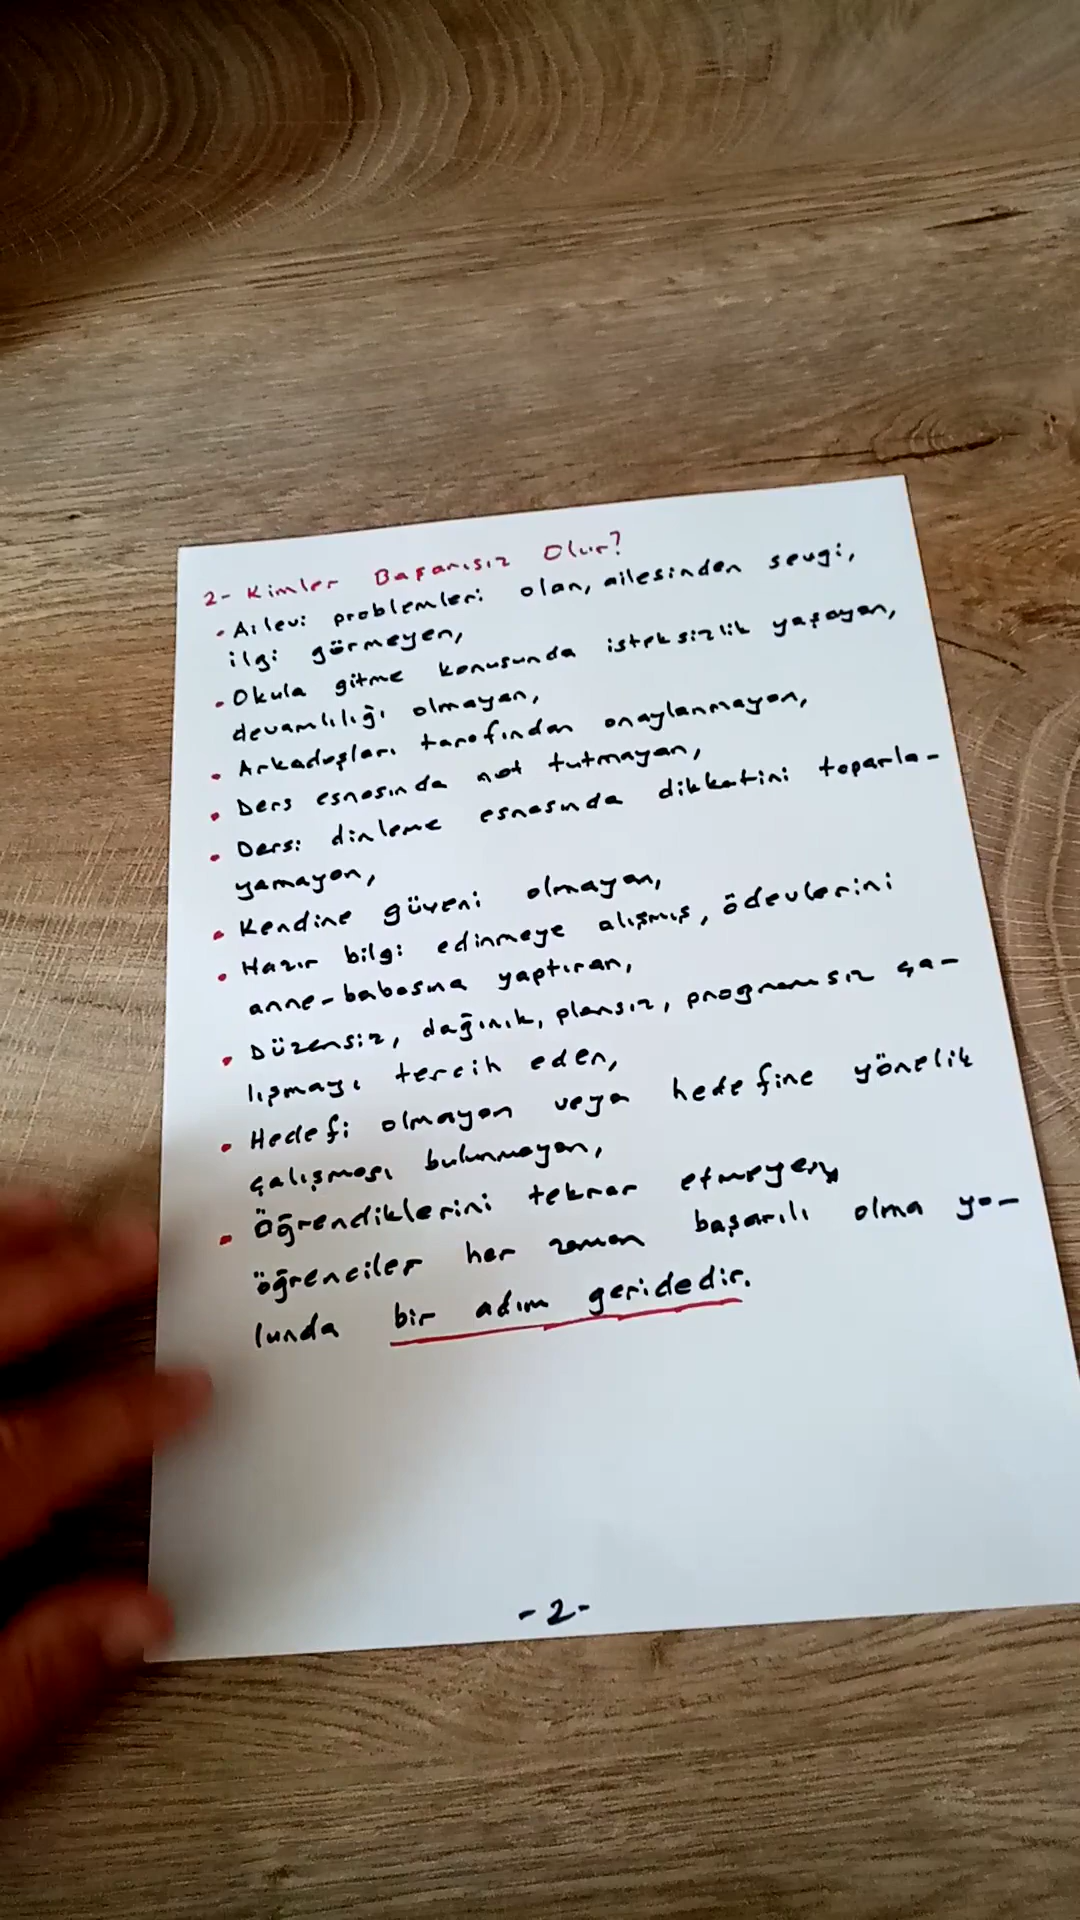 2- Kimler Başarısız Olur?
• Ailevi problemleri olan, ailesinden sevgi,
ilgi görmeyen,
• Okula gitme konusunda isteksizlik yaşayan,
devamlılığı olmayan,
• Arkadaşları tarafından onaylanmayan,
• Ders esnasında not tutmayan,
• Dersi dinleme esnasında dikkatini toparla-
yamayan,
• Kendine güveni olmayan,
• Hazır bilgi edinmeye alışmış, ödevlerini
anne-babasına yaptıran,
• Düzensiz, dağınık, plansız, programsız ça-
lışmayı tercih eden,
• Hedefi olmayan veya hedefine yönelik
çalışması bulunmayan,
• Öğrendiklerini tekrar etmeyen,
öğrenciler her zaman başarılı olma yo-
lunda bir adım geridedir.
-2-